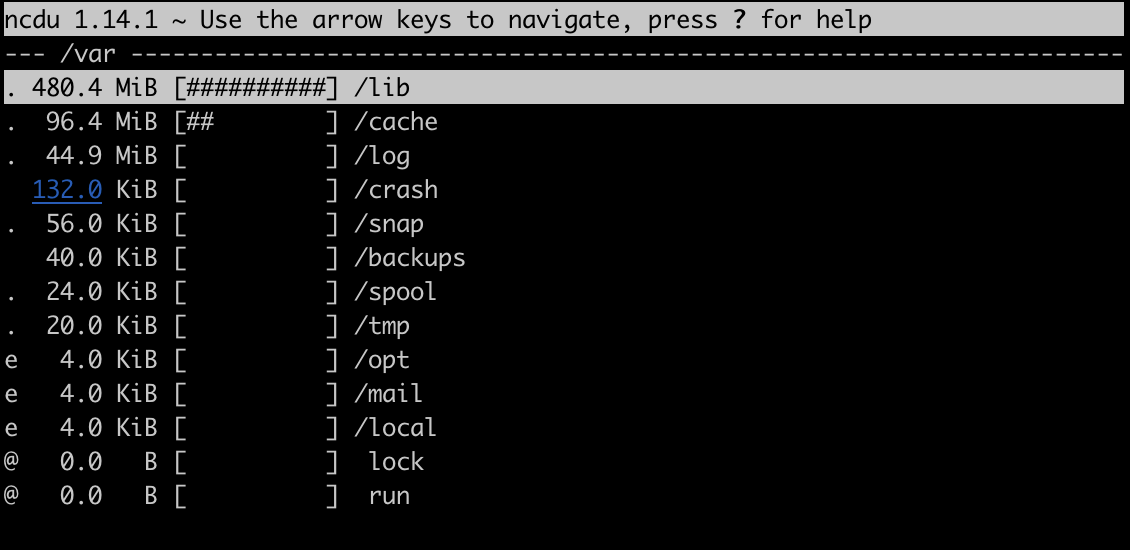 ncdu 1.14.1 ~ Use the arrow keys to navigate, press ? for help
--- /var -----------------------------------------------------------------------
. 480.4 MiB [##########] /lib
.  96.4 MiB [##        ] /cache
.  44.9 MiB [          ] /log
  132.0 KiB [          ] /crash
.  56.0 KiB [          ] /snap
   40.0 KiB [          ] /backups
.  24.0 KiB [          ] /spool
.  20.0 KiB [          ] /tmp
e   4.0 KiB [          ] /opt
e   4.0 KiB [          ] /mail
e   4.0 KiB [          ] /local
@   0.0   B [          ]  lock
@   0.0   B [          ]  run